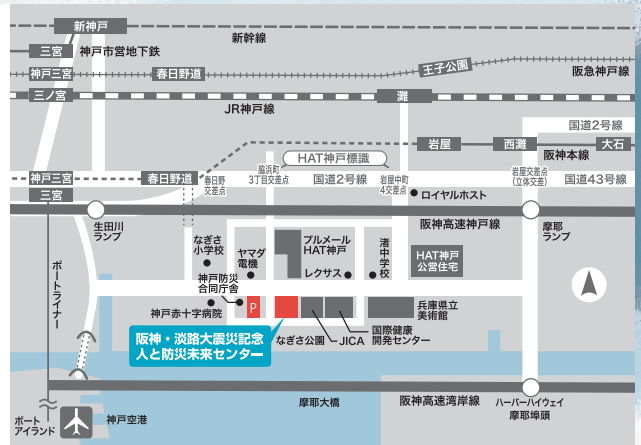 新神戸
新幹線
三宮
神戸市営地下鉄
神戸三宮
春日野道
王子公園
阪急神戸線
三ノ宮
灘
JR神戸線
国道2号線
岩屋
西灘
大石
阪神本線
HAT神戸標識
神戸三宮
春日野道
春日野
交差点
脇浜町
3丁目交差点
国道2号線
岩屋中町
4交差点
岩屋交差点
(立体交差)
国道43号線
三宮
ロイヤルホスト
生田川
ランプ
阪神高速神戸線
摩耶
ランプ
ポートライナー
なぎさ
小学校
ヤマダ
電機
プルメール
HAT神戸
レクサス
渚中学校
HAT神戸
公営住宅
神戸防災
合同庁舎
神戸赤十字病院
P
兵庫県立
美術館
阪神・淡路大震災記念
人と防災未来センター
なぎさ公園
JICA
国際健康
開発センター
ポート
アイランド
神戸空港
摩耶大橋
阪神高速湾岸線
ハーバーハイウェイ
摩耶埠頭